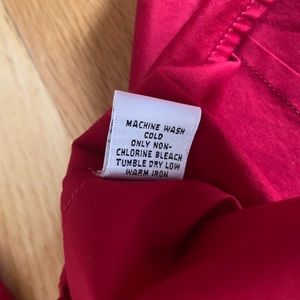 MACHINE WASH
COLD
ONLY NON-
CHLORINE BLEACH
TUMBLE DRY LOW
WARM IRON